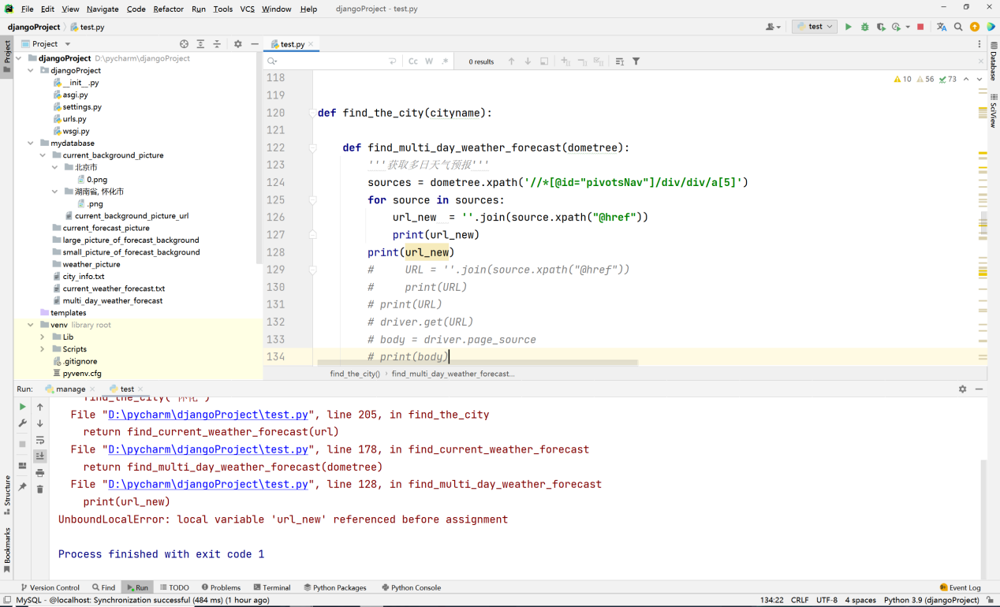 File Edit View Navigate Code Refactor Run Tools VCS Window Help djangoProject - test.py
djangoProject test.py test
Project
Project
test.py
Cc W .* 0 results
djangoProject D:\pycharm\djangoProject
djangoProject
__init__.py
asgi.py
settings.py
urls.py
wsgi.py
mydatabase
current_background_picture
北京市
0.png
湖南省, 怀化市
.png
current_background_picture_url
current_forecast_picture
large_picture_of_forecast_background
small_picture_of_forecast_background
weather_picture
city_info.txt
current_weather_forecast.txt
multi_day_weather_forecast
templates
venv library root
Lib
Scripts
.gitignore
pyvenv.cfg
10 56 73
118
119
120 def find_the_city(cityname):
121
122 def find_multi_day_weather_forecast(dometree):
123 '''获取多日天气预报'''
124 sources = dometree.xpath('//*[@id="pivotsNav"]/div/div/a[5]')
125 for source in sources:
126 url_new = ''.join(source.xpath("@href"))
127 print(url_new)
128 print(url_new)
129 # URL = ''.join(source.xpath("@href"))
130 # print(URL)
131 # print(URL)
132 # driver.get(URL)
133 # body = driver.page_source
134 # print(body)
find_the_city() › find_multi_day_weather_forecast...
Database
SciView
Run: manage test
find_the_city('怀化')
File "D:\pycharm\djangoProject\test.py", line 205, in find_the_city
return find_current_weather_forecast(url)
File "D:\pycharm\djangoProject\test.py", line 178, in find_current_weather_forecast
return find_multi_day_weather_forecast(dometree)
File "D:\pycharm\djangoProject\test.py", line 128, in find_multi_day_weather_forecast
print(url_new)
UnboundLocalError: local variable 'url_new' referenced before assignment
Process finished with exit code 1
Structure
Bookmarks
Version Control Find Run TODO Problems Terminal Python Packages Python Console Event Log
MySQL - @localhost: Synchronization successful (484 ms) (1 hour ago) 134:22 CRLF UTF-8 4 spaces Python 3.9 (djangoProject)